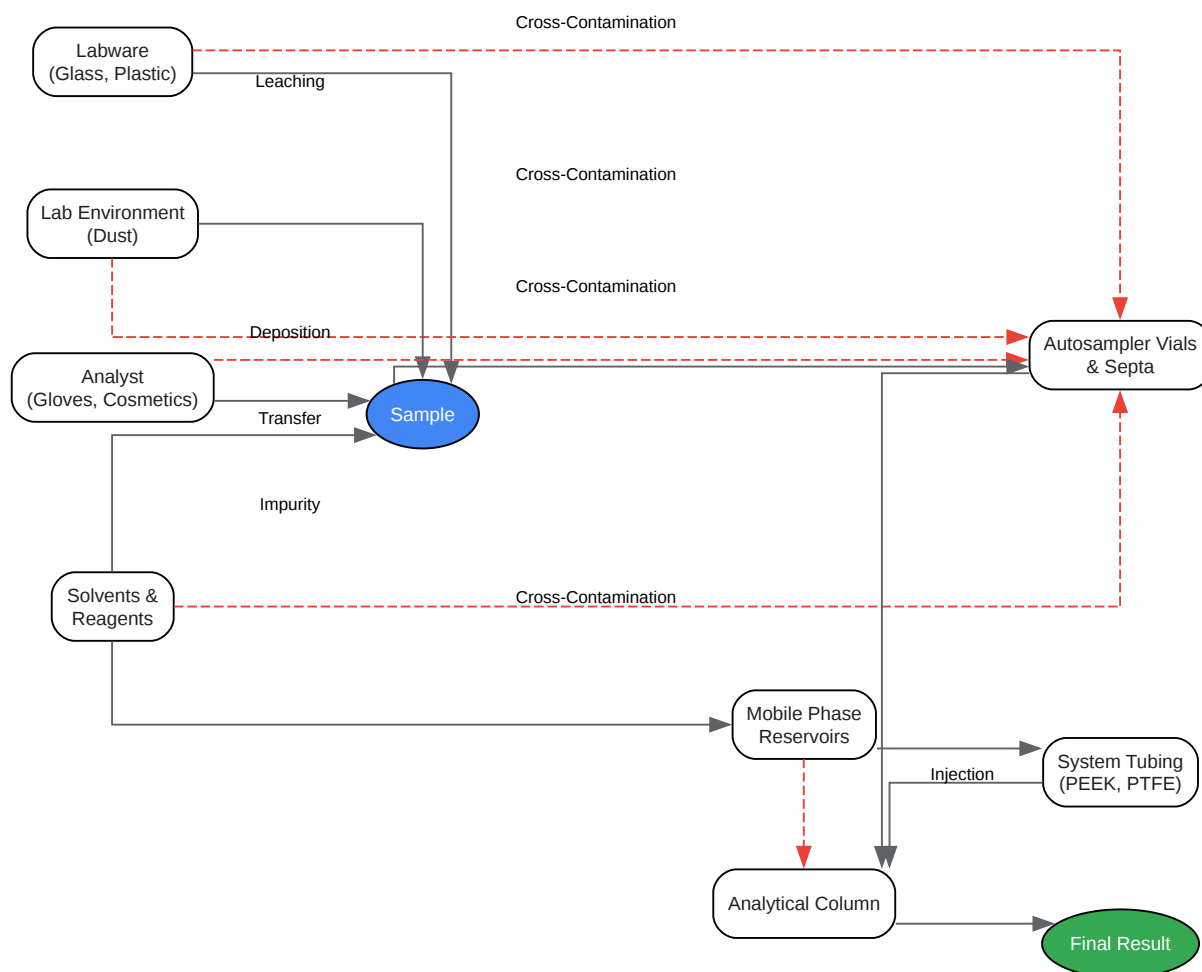 Cross-Contamination
Labware
(Glass, Plastic)
Leaching
Cross-Contamination
Lab Environment
(Dust)
Cross-Contamination
Deposition
Autosampler Vials
& Septa
Analyst
(Gloves, Cosmetics)
Sample
Transfer
Impurity
Solvents &
Reagents
Cross-Contamination
Mobile Phase
Reservoirs
System Tubing
(PEEK, PTFE)
Injection
Analytical Column
Final Result